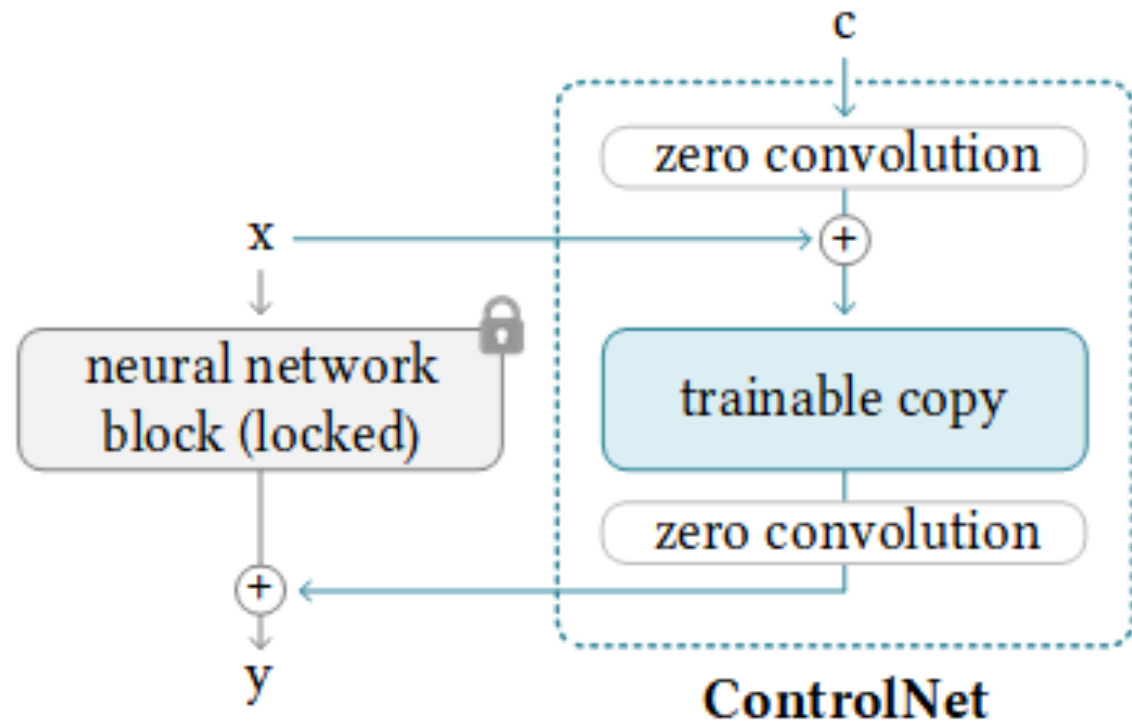 c
zero convolution
x
+
neural network
block (locked)
trainable copy
zero convolution
+
y
ControlNet